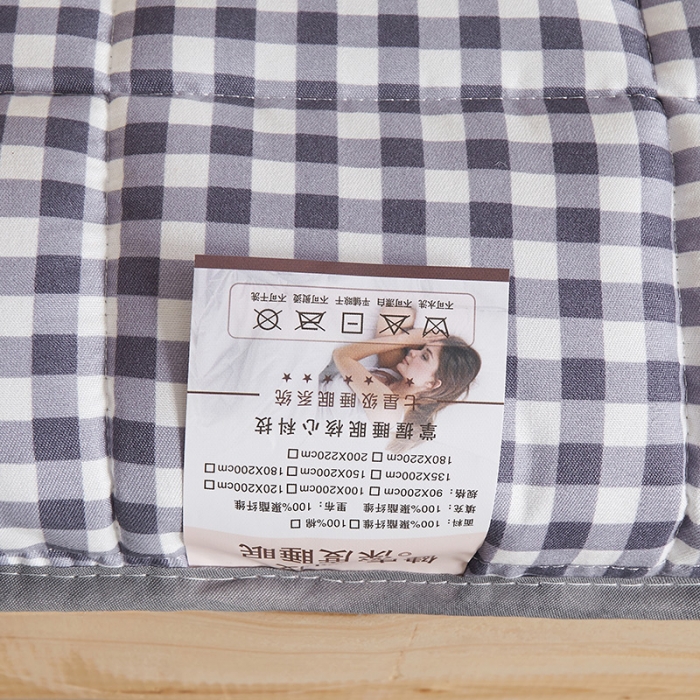 深度睡眠
面料：100%聚酯纤维□ 100%棉□
填充：100%聚酯纤维 里布：100%聚酯纤维
规格：90X200cm□ 100X200cm□ 120X200cm□
135X200cm□ 150X200cm□ 180X200cm□
180X220cm□ 200X220cm□
掌握睡眠核心科技
七星级睡眠系统
不可水洗 不可漂白 平铺晾干 不可熨烫 不可干洗